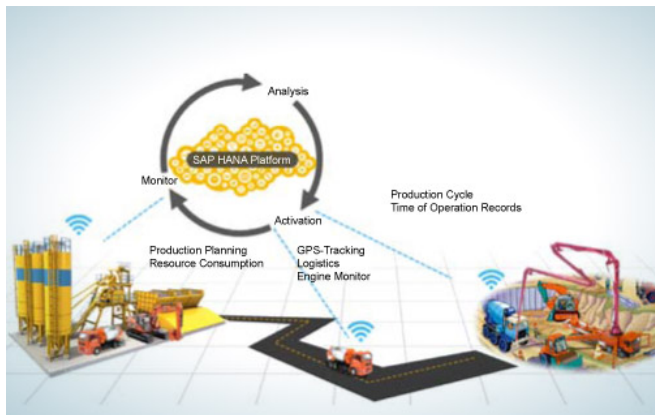 Analysis
SAP HANA Platform
Monitor
Activation
Production Cycle
Time of Operation Records
Production Planning
Resource Consumption
GPS-Tracking
Logistics
Engine Monitor